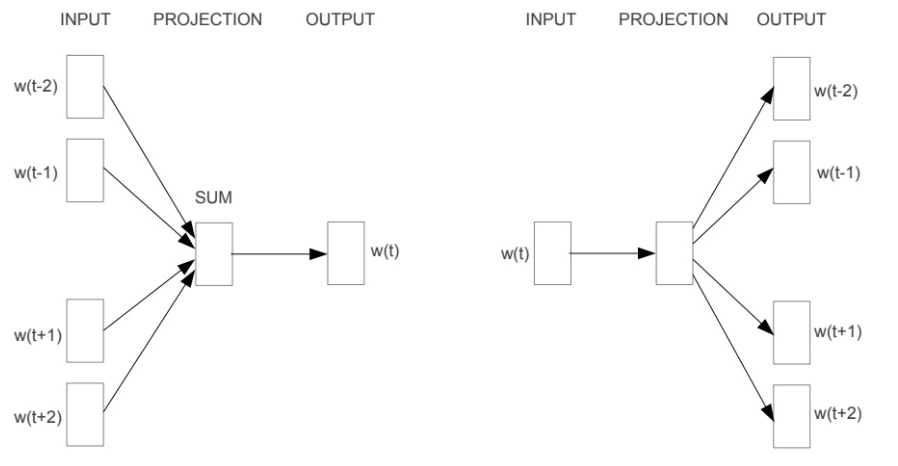 INPUT PROJECTION OUTPUT
w(t-2)
w(t-1)
SUM
w(t)
w(t+1)
w(t+2)
INPUT PROJECTION OUTPUT
w(t-2)
w(t-1)
w(t)
w(t+1)
w(t+2)